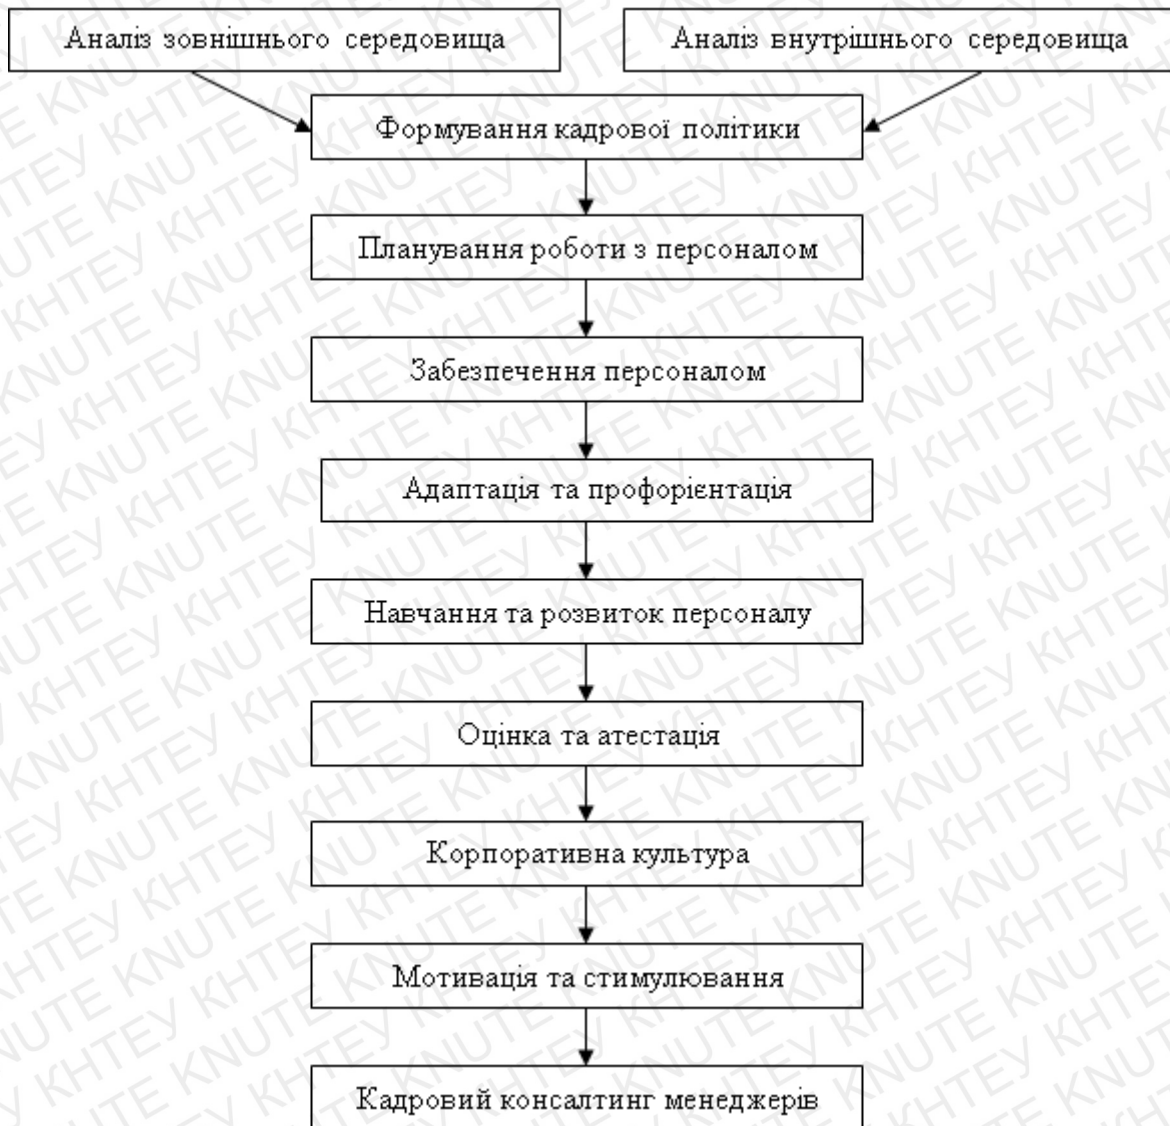 Аналіз зовнішнього середовища
Аналіз внутрішнього середовища
Формування кадрової політики
Планування роботи з персоналом
Забезпечення персоналом
Адаптація та профорієнтація
Навчання та розвиток персоналу
Оцінка та атестація
Корпоративна культура
Мотивація та стимулювання
Кадровий консалтинг менеджерів